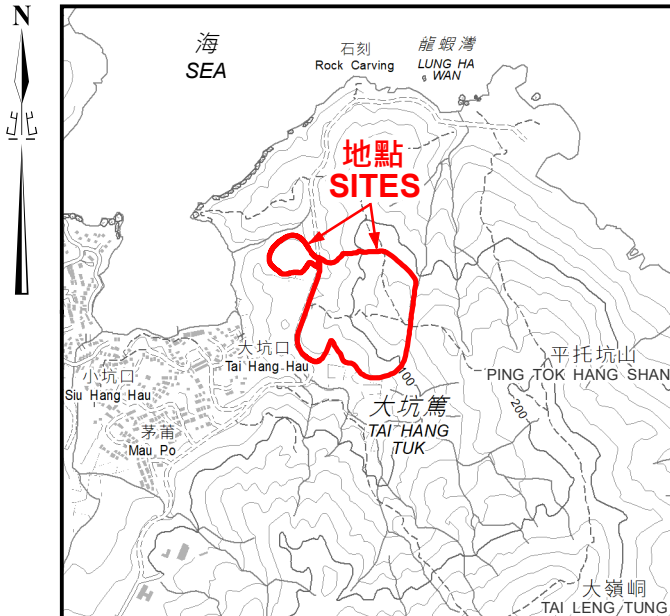 N
北
海
SEA
石刻
Rock Carving
龍蝦灣
LUNG HA
WAN
地點
SITES
大坑口
Tai Hang Hau
小坑口
Siu Hang Hau
茅莆
Mau Po
平托坑山
PING TOK HANG SHAN
100
200
大坑篤
TAI HANG
TUK
大嶺峒
TAI LENG TUNG